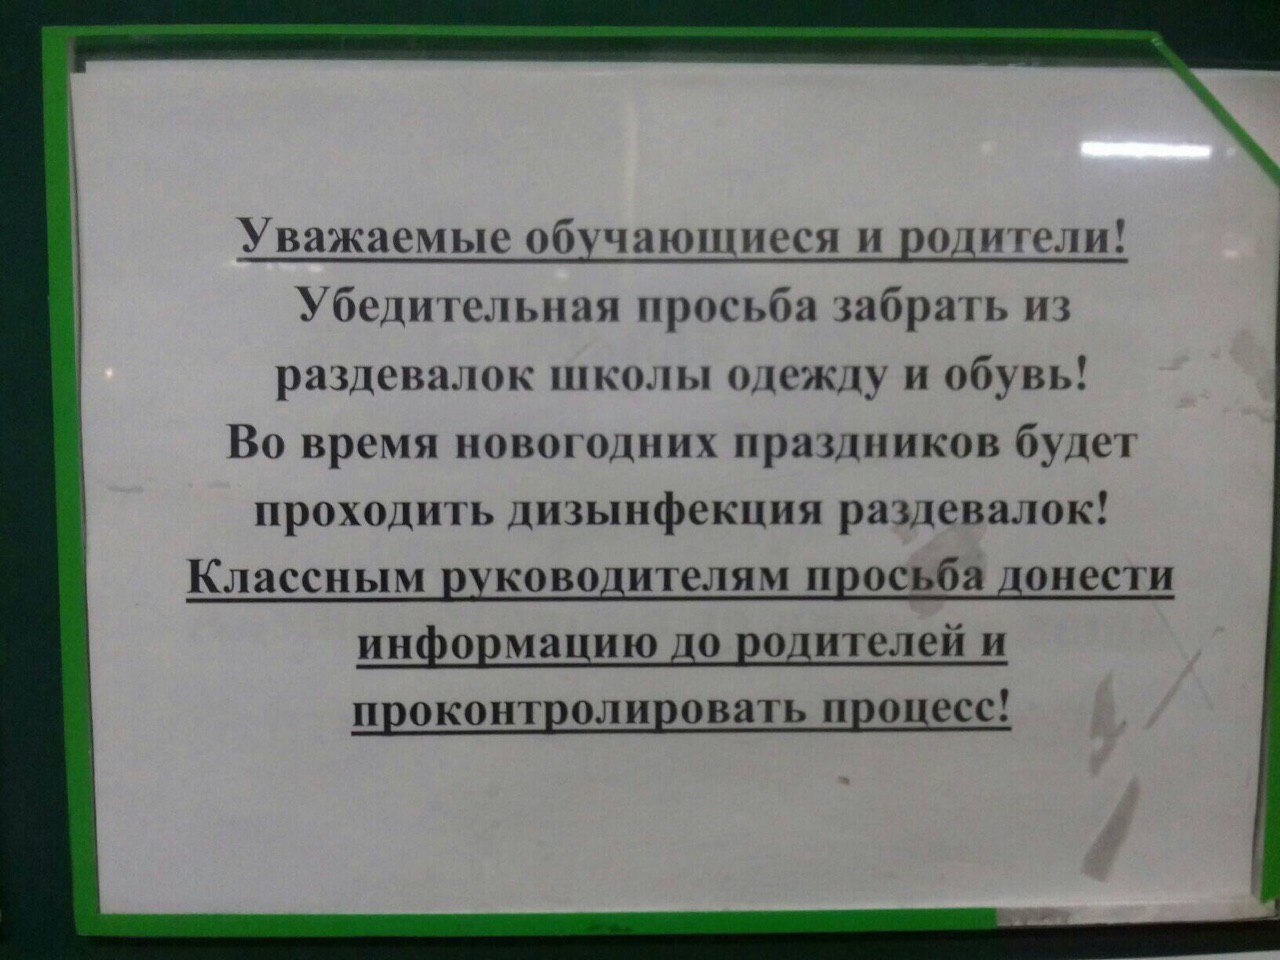 Уважаемые обучающиеся и родители!
Убедительная просьба забрать из
раздевалок школы одежду и обувь!
Во время новогодних праздников будет
проходить дизынфекция раздевалок!
Классным руководителям просьба донести
информацию до родителей и
проконтролировать процесс!